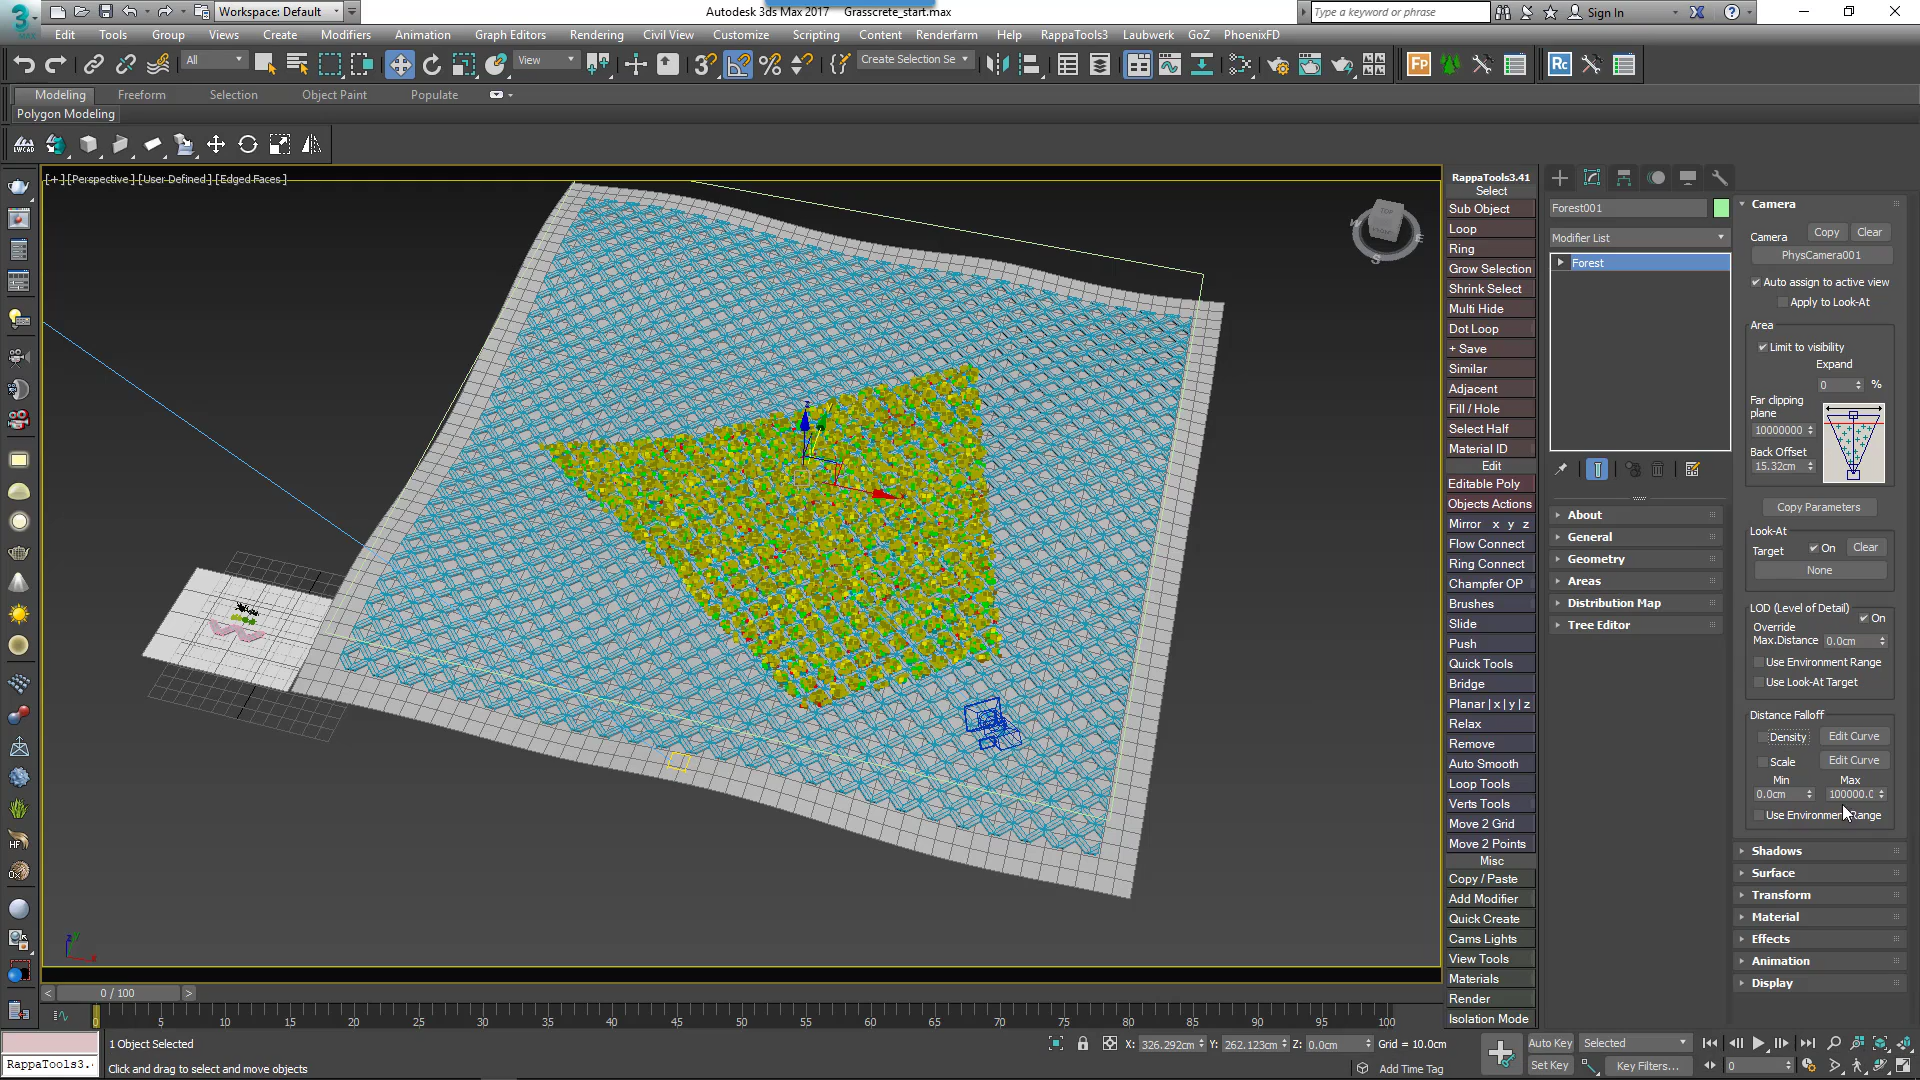 3
MAX
Workspace: Default
Autodesk 3ds Max 2017    Grasscrete_start.max
Type a keyword or phrase
Sign In
Edit Tools Group Views Create Modifiers Animation Graph Editors Rendering Civil View Customize Scripting Content Renderfarm Help RappaTools3 Laubwerk GoZ PhoenixFD
All
View
Create Selection Se
Fp
Rc
Modeling Freeform Selection Object Paint Populate
Polygon Modeling
LWCAD
[+] [Perspective ] [User Defined ] [Edged Faces ]
TOP
FRONT
W
E
S
z
x
HF
OX
RappaTools3.41
Select
Sub Object
Loop
Ring
Grow Selection
Shrink Select
Multi Hide
Dot Loop
+ Save
Similar
Adjacent
Fill / Hole
Select Half
Material ID
Edit
Editable Poly
Objects Actions
Mirror x y z
Flow Connect
Ring Connect
Champfer OP
Brushes
Slide
Push
Quick Tools
Bridge
Planar | x | y | z
Relax
Remove
Auto Smooth
Loop Tools
Verts Tools
Move 2 Grid
Move 2 Points
Misc
Copy / Paste
Add Modifier
Quick Create
Cams Lights
View Tools
Materials
Render
Isolation Mode
Forest001
Modifier List
Forest
About
General
Geometry
Areas
Distribution Map
Tree Editor
Camera
Camera Copy Clear
PhysCamera001
Auto assign to active view
Apply to Look-At
Area
Limit to visibility
Expand
0 %
Far clipping
plane
10000000
Back Offset
15.32cm
Copy Parameters
Look-At
Target On Clear
None
LOD (Level of Detail)
On
Override
Max.Distance 0.0cm
Use Environment Range
Use Look-At Target
Distance Falloff
Density Edit Curve
Scale Edit Curve
Min Max
0.0cm 100000.0
Use Environment Range
Shadows
Surface
Transform
Material
Effects
Animation
Display
< 0 / 100 >
0 5 10 15 20 25 30 35 40 45 50 55 60 65 70 75 80 85 90 95 100
1 Object Selected
X: 326.292cm Y: 262.123cm Z: 0.0cm Grid = 10.0cm
Auto Key Selected
RappaTools3.
Click and drag to select and move objects
Add Time Tag
Set Key Key Filters...
0